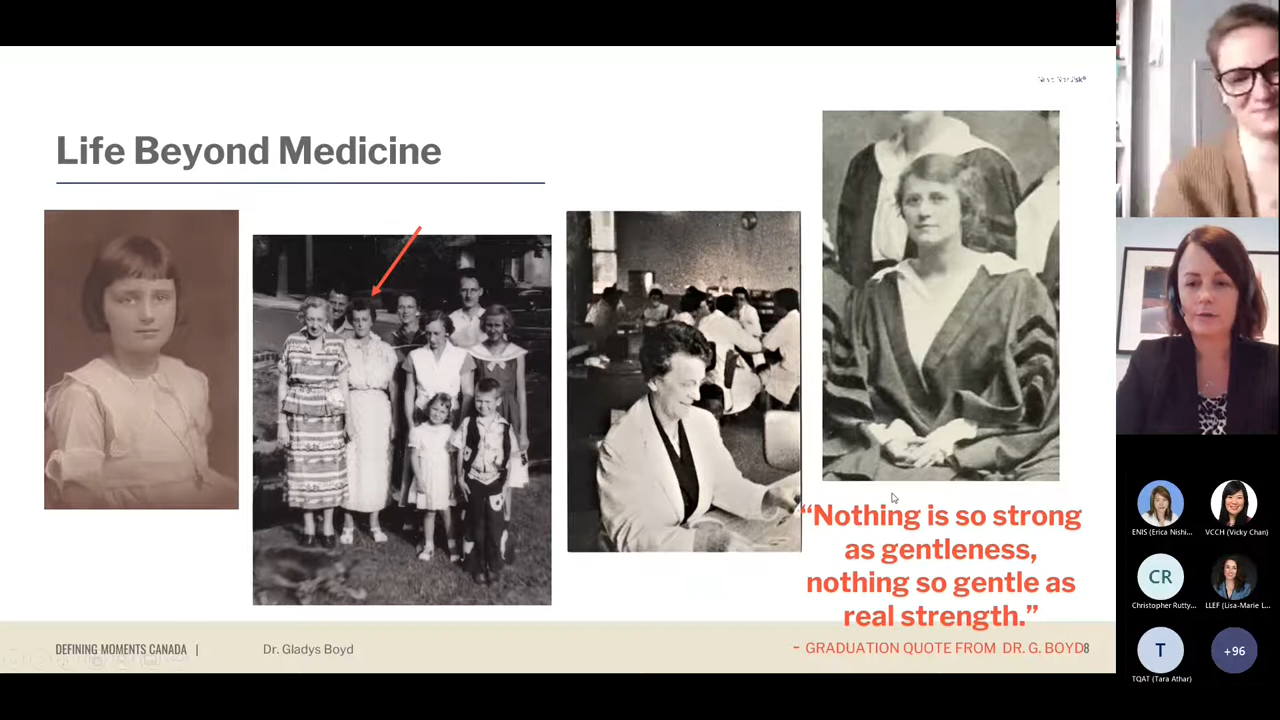 Life Beyond Medicine
“Nothing is so strong
as gentleness,
nothing so gentle as
real strength.”
DEFINING MOMENTS CANADA |
Dr. Gladys Boyd
- GRADUATION QUOTE FROM DR. G. BOYD
8
ENIS (Erica Nishi...
VCCH (Vicky Chan)
CR
Christopher Rutty...
LLEF (Lisa-Marie L...
T
+96
TQAT (Tara Athar)